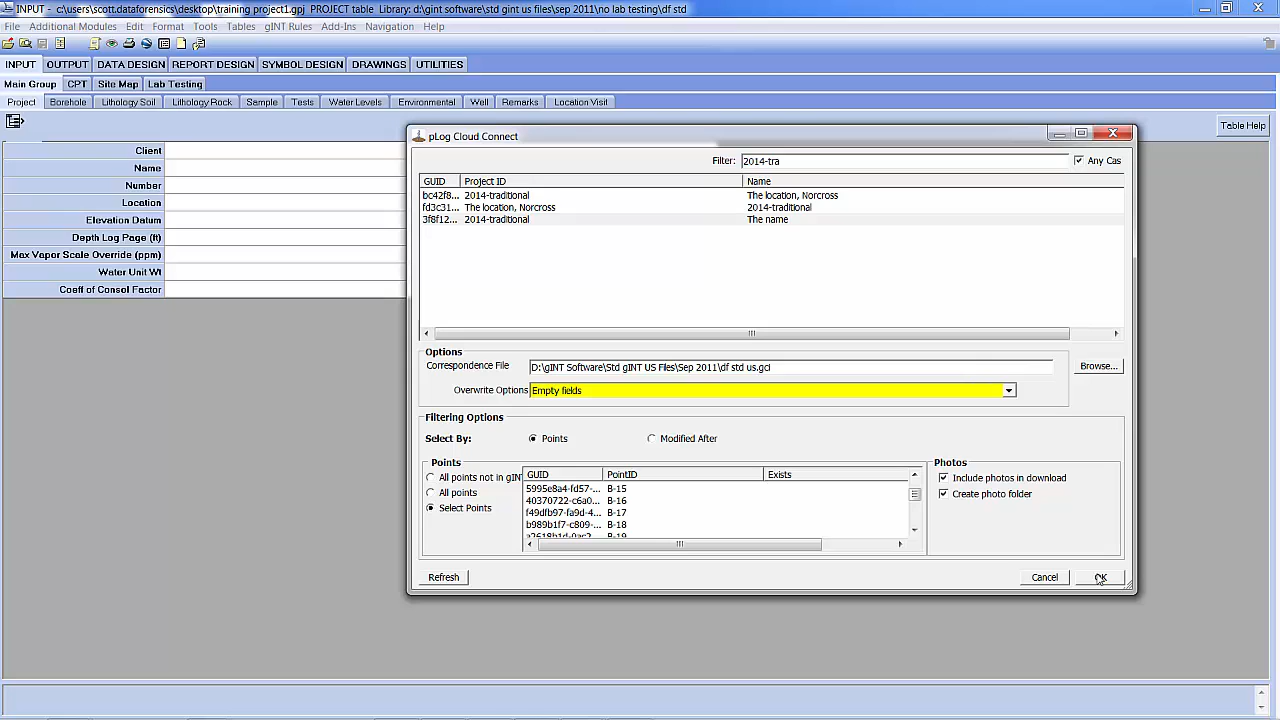 INPUT - c:\users\scott.dataforensics\desktop\training project1.gpj PROJECT table Library: d:\gint software\std gint us files\sep 2011\no lab testing\df std
File Additional Modules Edit Format Tools Tables gINT Rules Add-Ins Navigation Help
INPUT OUTPUT DATA DESIGN REPORT DESIGN SYMBOL DESIGN DRAWINGS UTILITIES
Main Group CPT Site Map Lab Testing
Project Borehole Lithology Soil Lithology Rock Sample Tests Water Levels Environmental Well Remarks Location Visit
Table Help
Client
Name
Number
Location
Elevation Datum
Depth Log Page (ft)
Max Vapor Scale Override (ppm)
Water Unit Wt
Coeff of Consol Factor
pLog Cloud Connect
Filter: 2014-tra Any Cas
GUID Project ID Name
bc42f8... 2014-traditional The location, Norcross
fd3c31... The location, Norcross 2014-traditional
3f8f12... 2014-traditional The name
Options
Correspondence File D:\gINT Software\Std gINT US Files\Sep 2011\df std us.gci Browse...
Overwrite Options Empty fields
Filtering Options
Select By: Points Modified After
Points
All points not in gIN
All points
Select Points
GUID PointID Exists
5995e8a4-fd57-... B-15
40370722-c6a0... B-16
f49dfb97-fa9d-4... B-17
b989b1f7-c809-... B-18
a2618b1d-0ac2... B-19
Photos
Include photos in download
Create photo folder
Refresh Cancel OK